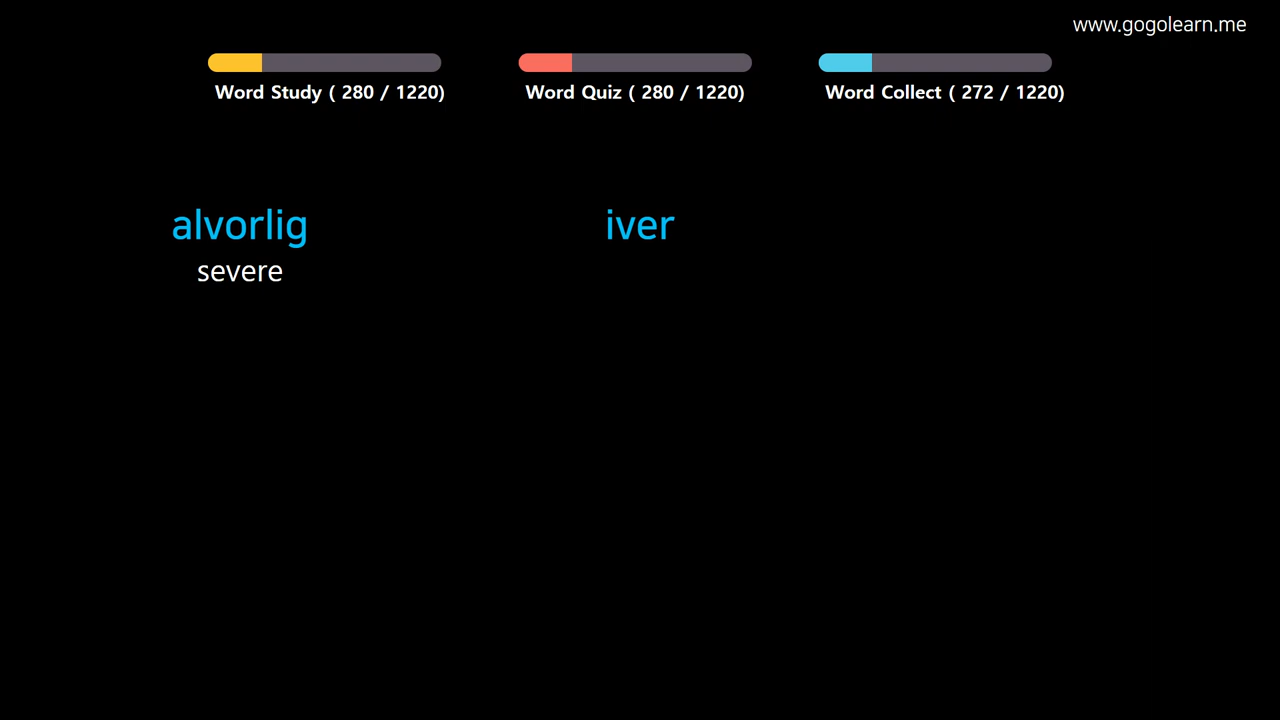 www.gogolearn.me
Word Study ( 280 / 1220)
Word Quiz ( 280 / 1220)
Word Collect ( 272 / 1220)
alvorlig
iver
severe